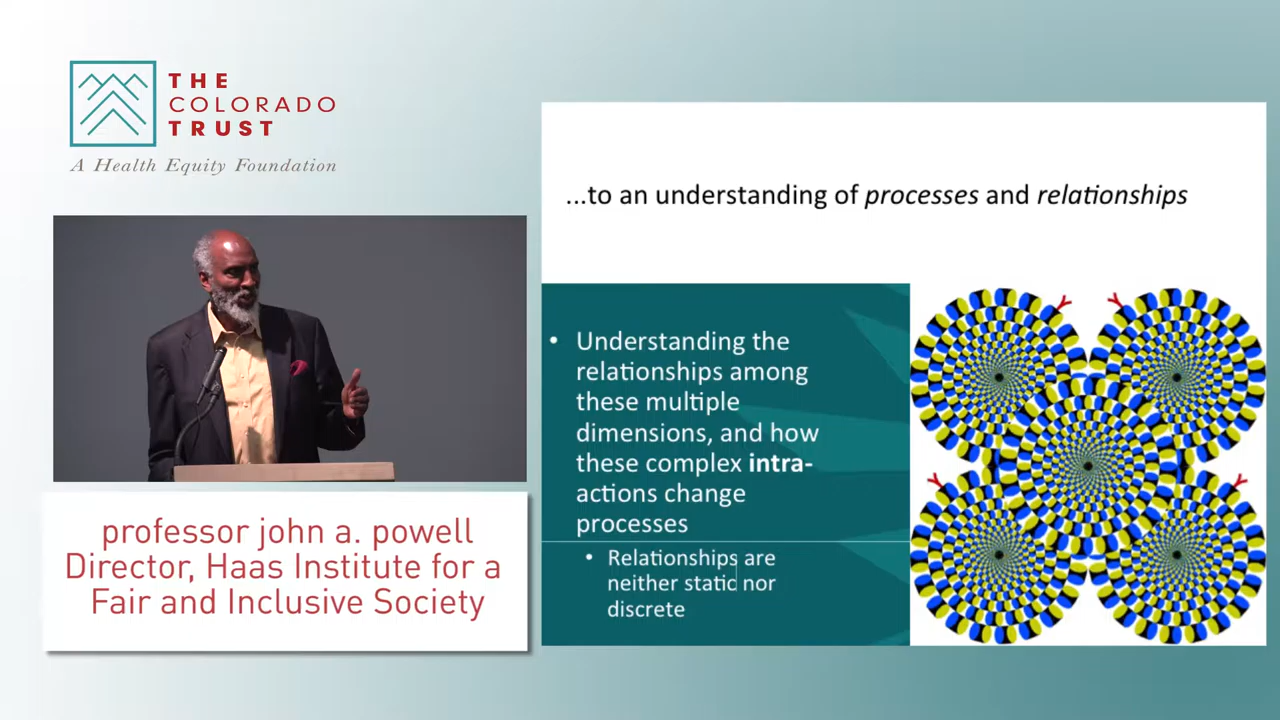 THE
COLORADO
TRUST
A Health Equity Foundation
professor john a. powell
Director, Haas Institute for a
Fair and Inclusive Society
...to an understanding of processes and relationships
• Understanding the
relationships among
these multiple
dimensions, and how
these complex intra-
actions change
processes
• Relationships are
neither static nor
discrete